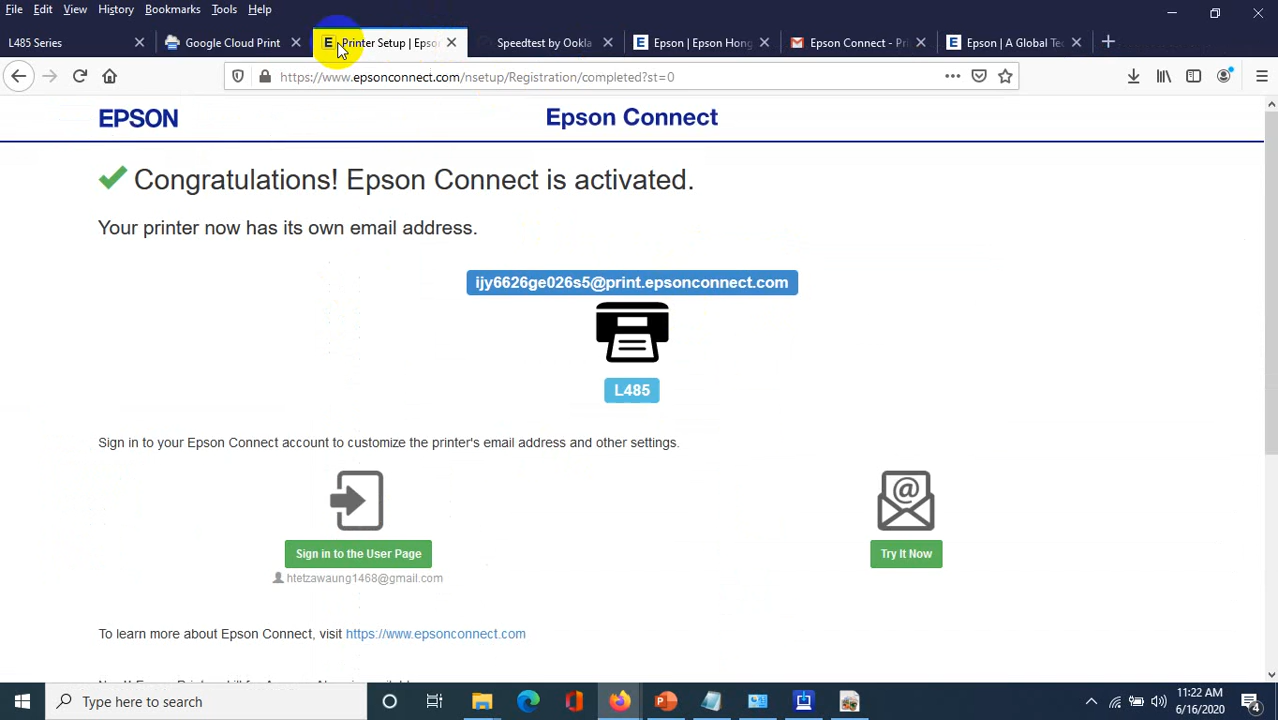 File Edit View History Bookmarks Tools Help
L485 Series Google Cloud Print Printer Setup | Epso Speedtest by Ookla Epson | Epson Hong Epson Connect - Pri Epson | A Global Te
https://www.epsonconnect.com/nsetup/Registration/completed?st=0
EPSON Epson Connect
Congratulations! Epson Connect is activated.
Your printer now has its own email address.
ijy6626ge026s5@print.epsonconnect.com
L485
Sign in to your Epson Connect account to customize the printer's email address and other settings.
Sign in to the User Page Try It Now
htetzawaung1468@gmail.com
To learn more about Epson Connect, visit https://www.epsonconnect.com
Type here to search
11:22 AM
6/16/2020
4